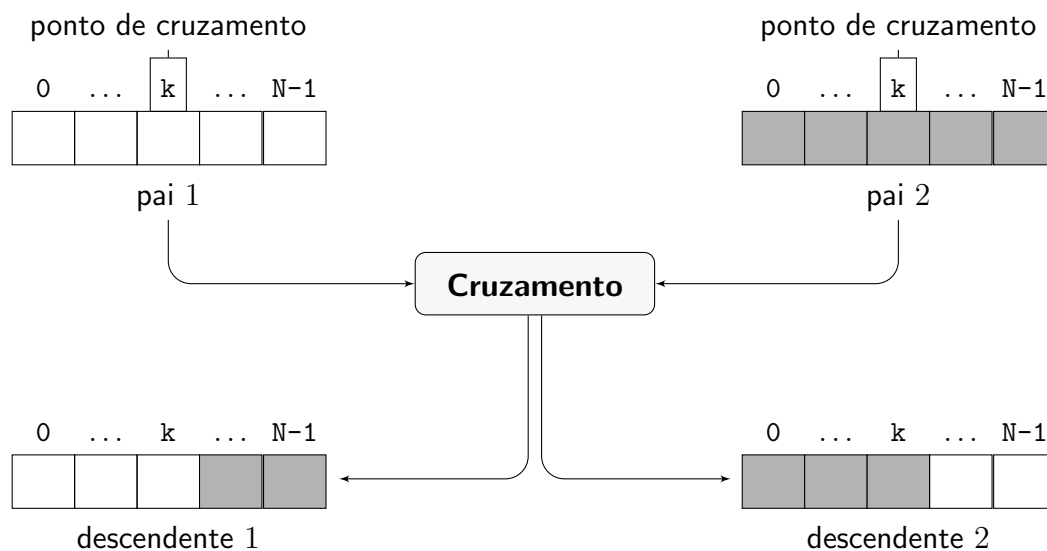 ponto de cruzamento
ponto de cruzamento
0 ... k ... N-1
0 ... k ... N-1
pai 1
pai 2
Cruzamento
0 ... k ... N-1
0 ... k ... N-1
descendente 1
descendente 2